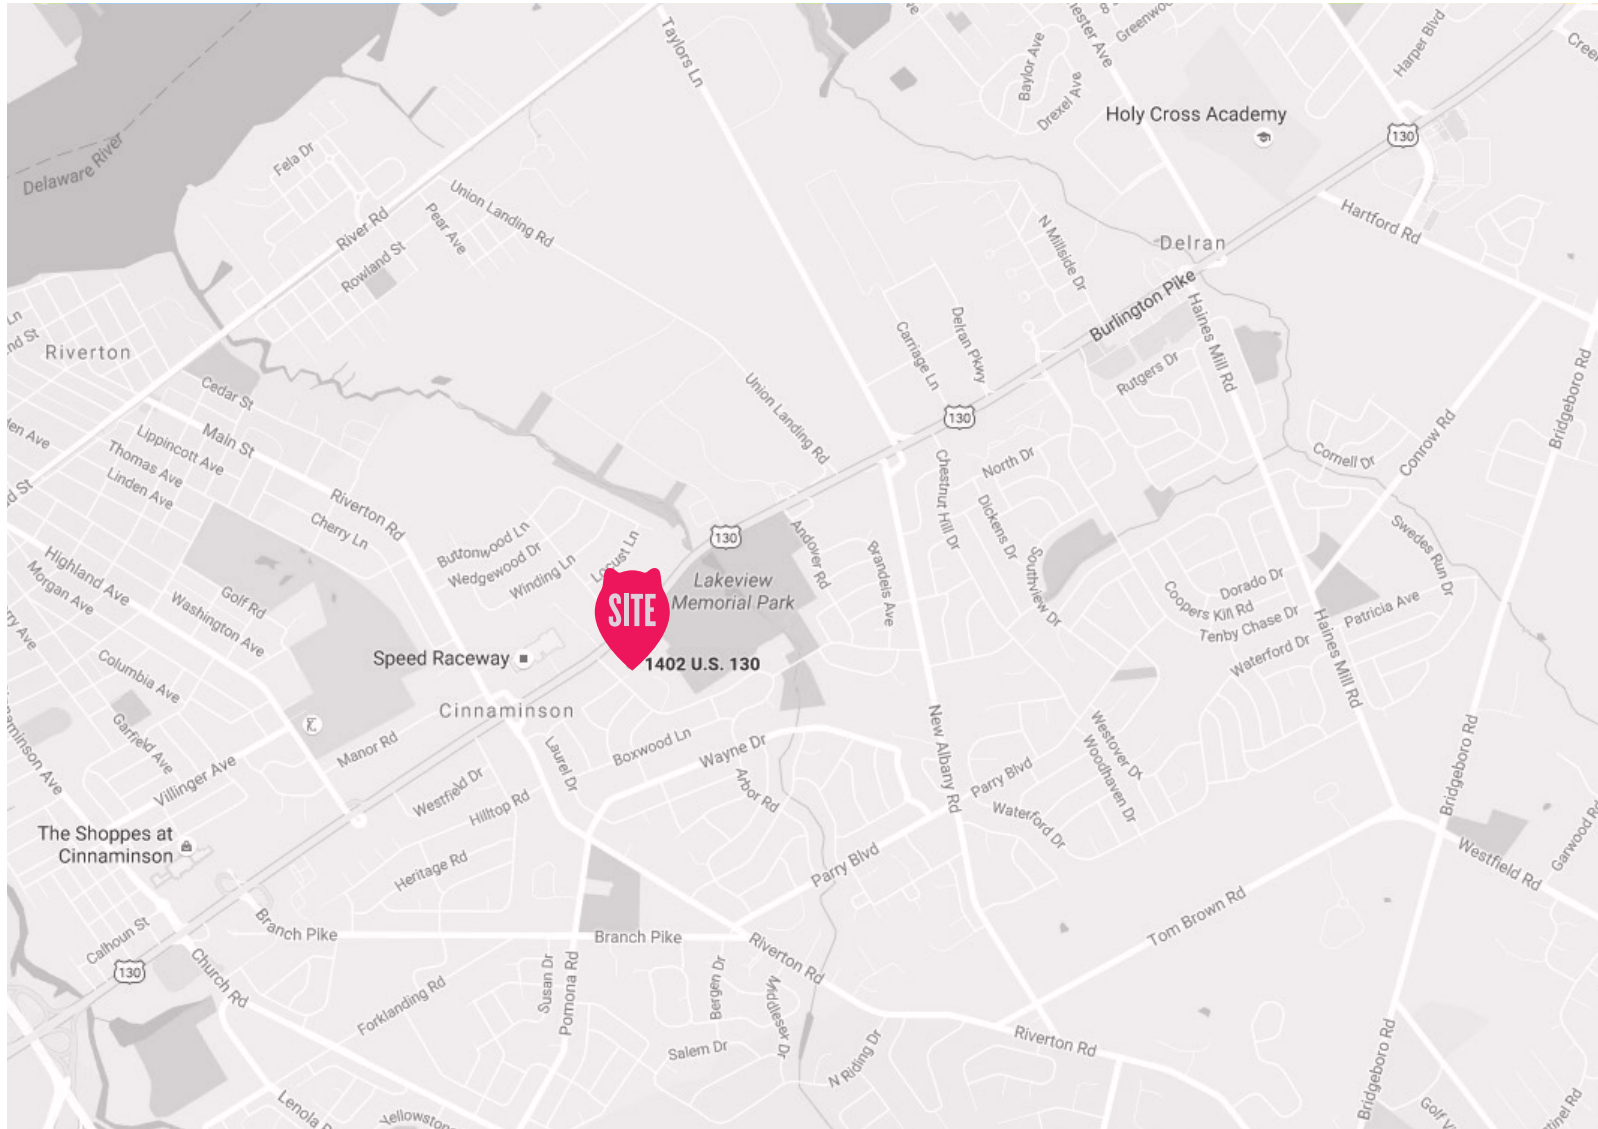 Taylors Ln
Greenwo
Baylor Ave
Drexel Ave
Harper Blvd
Cree
Holy Cross Academy
130
Delaware River
Fela Dr
Union Landing Rd
Pear Ave
River Rd
Rowland St
Hartford Rd
N Millside Dr
Delran
Burlington Pike
Haines Mill Rd
Delran Pkwy
Carriage Ln
Rutgers Dr
Riverton
Cedar St
Main St
Lippincott Ave
Thomas Ave
Linden Ave
Union Landing Rd
130
Bridgeboro Rd
Conrow Rd
Cornell Dr
North Dr
Chestnut Hill Dr
Dickens Dr
Southview Dr
Riverton Rd
Cherry Ln
Buttonwood Ln
Wedgewood Dr
Winding Ln
Locust Ln
130
Andover Rd
Brandeis Ave
Swedes Run Dr
Highland Ave
Morgan Ave
Golf Rd
Washington Ave
Columbia Ave
Garfield Ave
SITE
Lakeview
Memorial Park
1402 U.S. 130
Speed Raceway
Cinnaminson
Dorado Dr
Coopers Kill Rd
Tenby Chase Dr
Waterford Dr
Patricia Ave
Haines Mill Rd
Manor Rd
Villinger Ave
Westfield Dr
Hilltop Rd
Laurel Dr
Boxwood Ln
Wayne Dr
Arbor Rd
New Albany Rd
Parry Blvd
Waterford Dr
Westover Dr
Woodhaven Dr
Bridgeboro Rd
The Shoppes at
Cinnaminson
Heritage Rd
Parry Blvd
Westfield Rd
Garwood Rd
Tom Brown Rd
Calhoun St
Branch Pike
Branch Pike
Riverton Rd
130
Church Rd
Forklanding Rd
Susan Dr
Pomona Rd
Bergen Dr
Middlesex Dr
Salem Dr
N Riding Dr
Riverton Rd
Bridgeboro Rd
Lenola
Yellowston
Golf